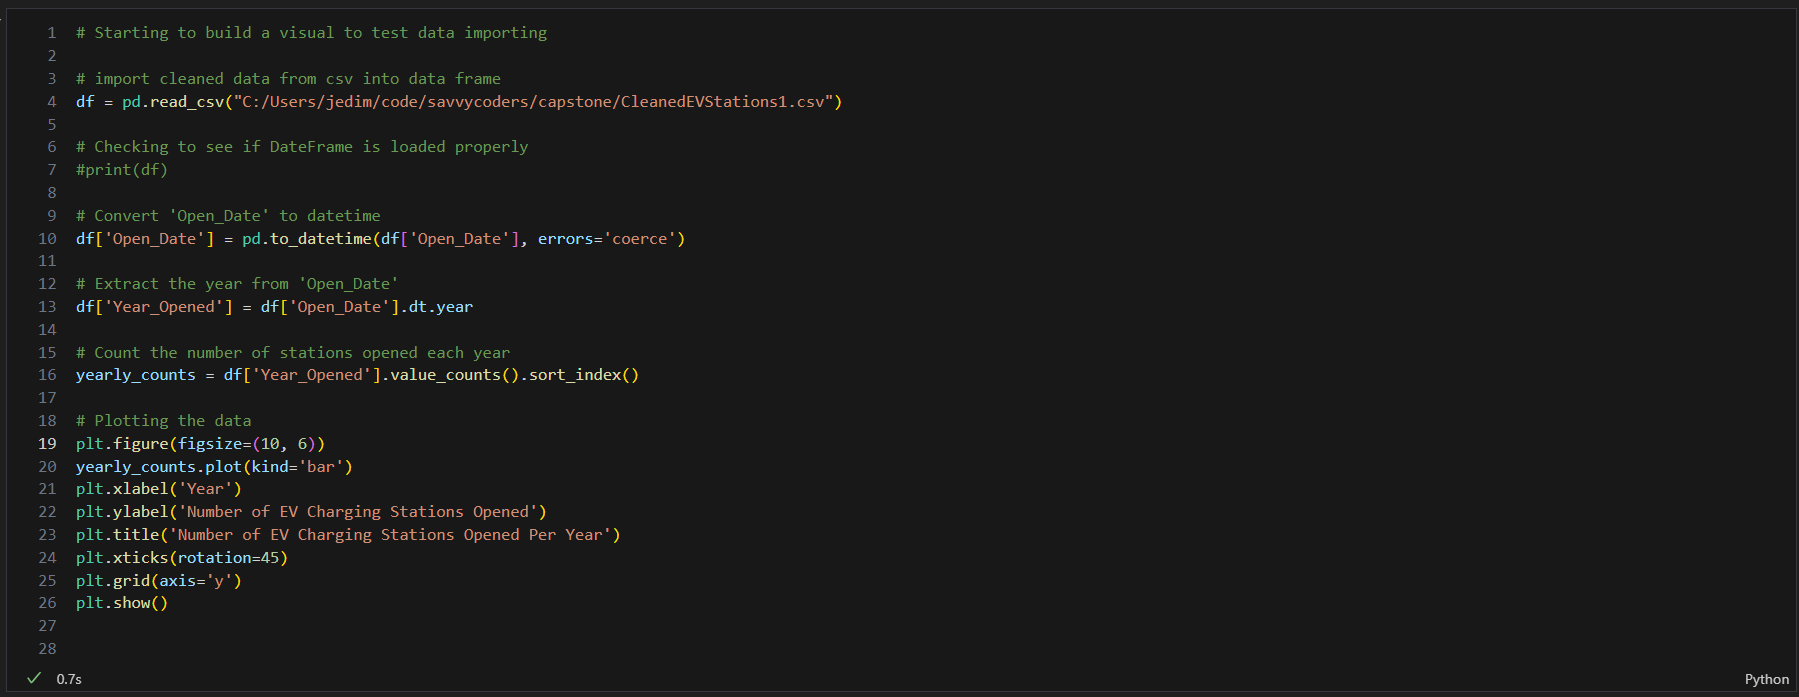 1 # Starting to build a visual to test data importing
2
3 # import cleaned data from csv into data frame
4 df = pd.read_csv("C:/Users/jedim/code/savvycoders/capstone/CleanedEVStations1.csv")
5
6 # Checking to see if DateFrame is loaded properly
7 #print(df)
8
9 # Convert 'Open_Date' to datetime
10 df['Open_Date'] = pd.to_datetime(df['Open_Date'], errors='coerce')
11
12 # Extract the year from 'Open_Date'
13 df['Year_Opened'] = df['Open_Date'].dt.year
14
15 # Count the number of stations opened each year
16 yearly_counts = df['Year_Opened'].value_counts().sort_index()
17
18 # Plotting the data
19 plt.figure(figsize=(10, 6))
20 yearly_counts.plot(kind='bar')
21 plt.xlabel('Year')
22 plt.ylabel('Number of EV Charging Stations Opened')
23 plt.title('Number of EV Charging Stations Opened Per Year')
24 plt.xticks(rotation=45)
25 plt.grid(axis='y')
26 plt.show()
27
28
0.7s Python